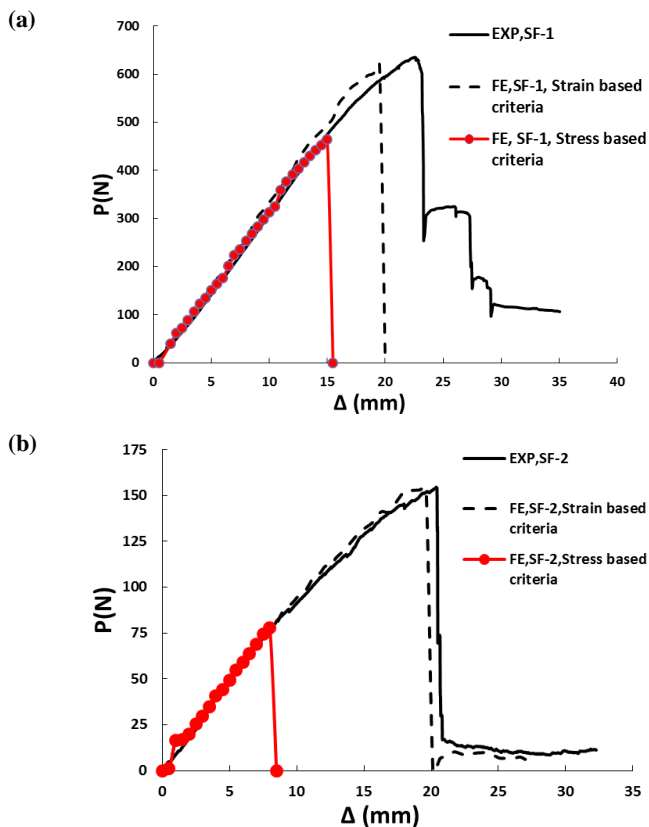 (a)
P(N)
700
600
500
400
300
200
100
0
0 5 10 15 20 25 30 35 40
Δ (mm)
EXP,SF-1
FE,SF-1, Strain based
criteria
FE, SF-1, Stress based
criteria
(b)
P(N)
175
150
125
100
75
50
25
0
0 5 10 15 20 25 30 35
Δ (mm)
EXP,SF-2
FE,SF-2,Strain based
criteria
FE,SF-2,Stress based
criteria